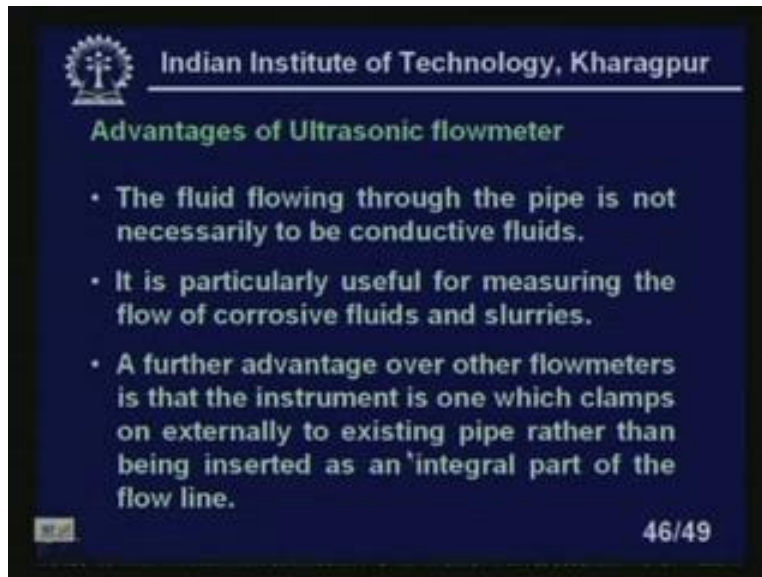 Indian Institute of Technology, Kharagpur
Advantages of Ultrasonic flowmeter
• The fluid flowing through the pipe is not
necessarily to be conductive fluids.
• It is particularly useful for measuring the
flow of corrosive fluids and slurries.
• A further advantage over other flowmeters
is that the instrument is one which clamps
on externally to existing pipe rather than
being inserted as an integral part of the
flow line.
46/49